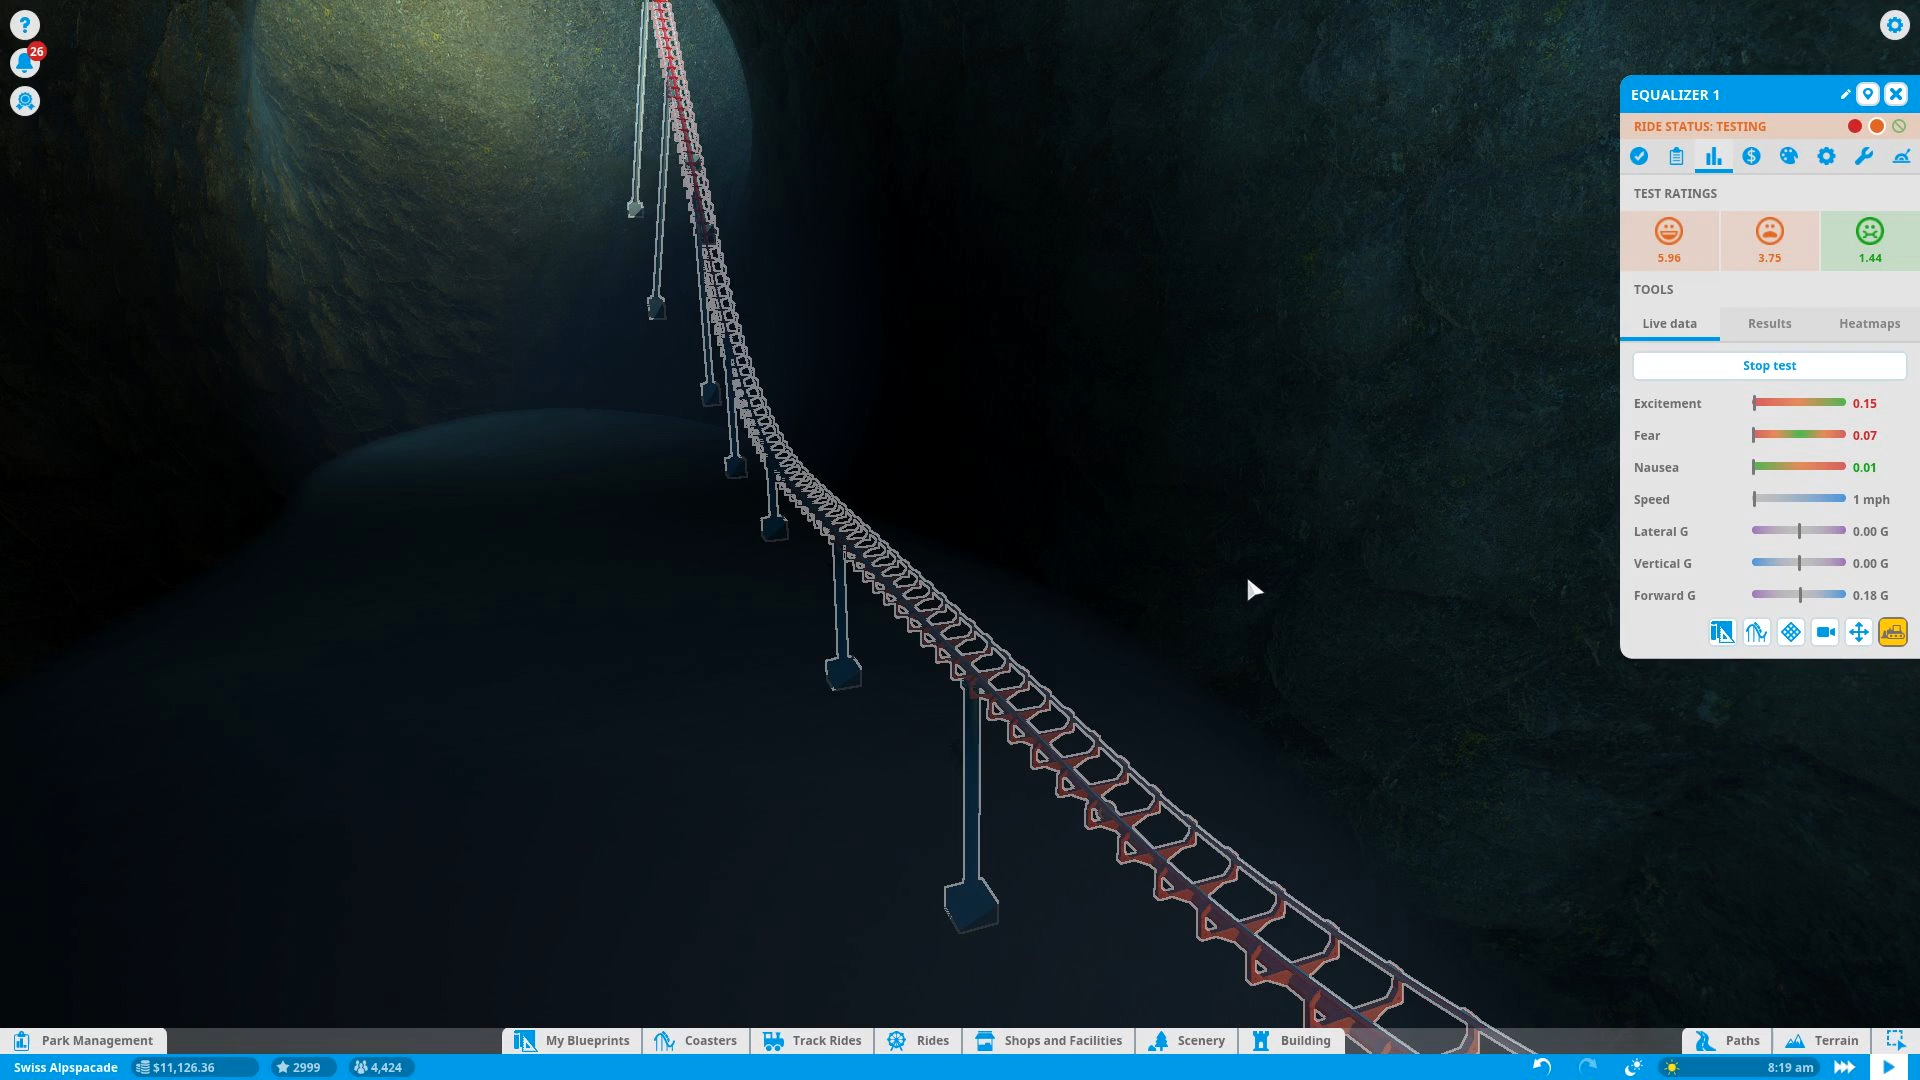 ?
26
EQUALIZER 1
RIDE STATUS: TESTING
TEST RATINGS
5.96 3.75 1.44
TOOLS
Live data Results Heatmaps
Stop test
Excitement 0.15
Fear 0.07
Nausea 0.01
Speed 1 mph
Lateral G 0.00 G
Vertical G 0.00 G
Forward G 0.18 G
Park Management My Blueprints Coasters Track Rides Rides Shops and Facilities Scenery Building Paths Terrain
Swiss Alpspacade $11,126.36 2999 4,424 8:19 am